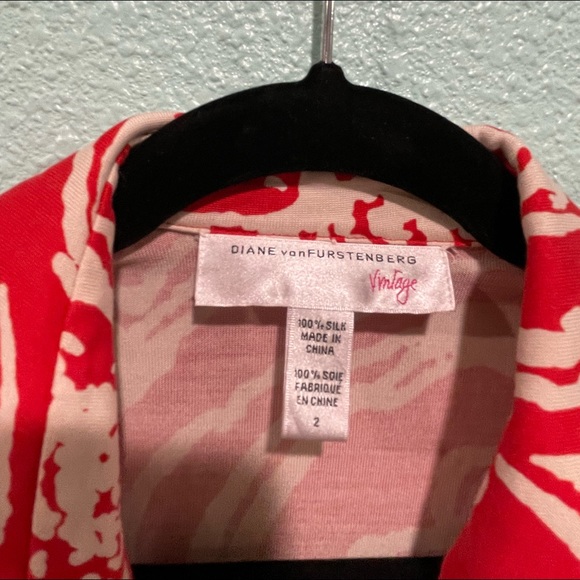 DIANE vonFURSTENBERG
Vintage
100% SILK
MADE IN
CHINA
100% SOIE
FABRIQUE
EN CHINE
2